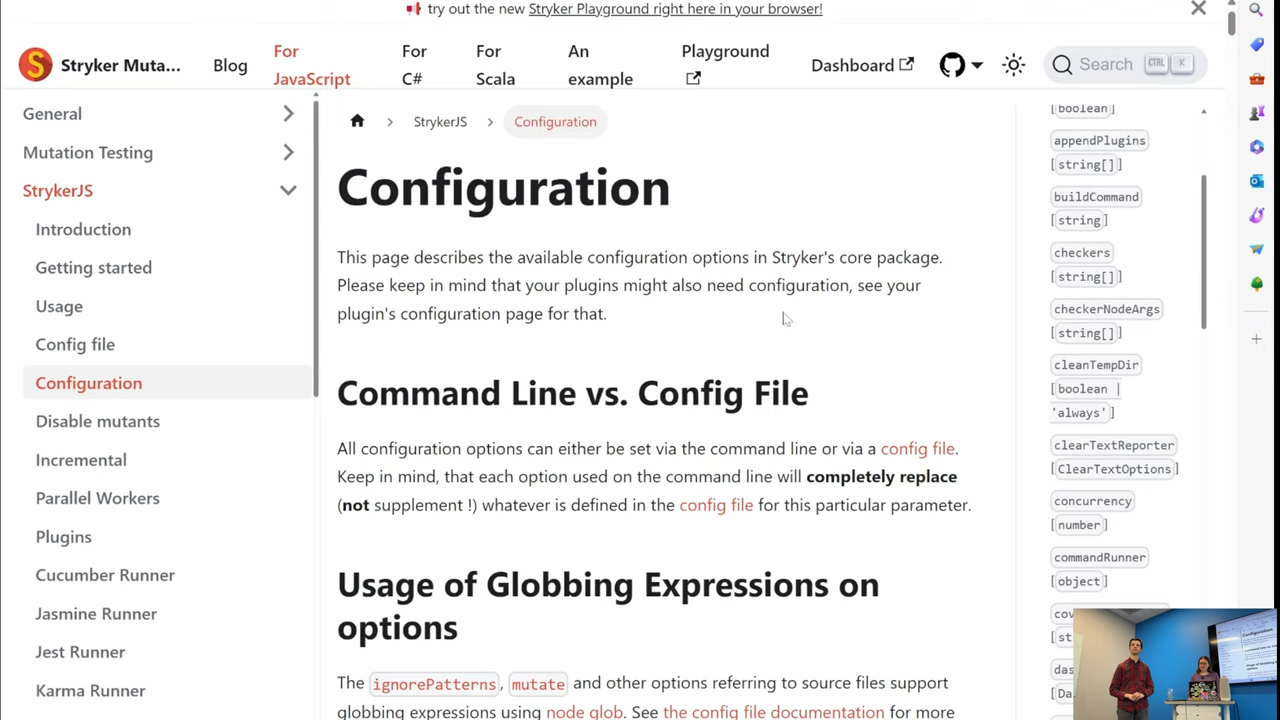 try out the new Stryker Playground right here in your browser!
Stryker Muta...
Blog
For JavaScript
For C#
For Scala
An example
Playground
Dashboard
Search
CTRL
K
General
Mutation Testing
StrykerJS
Introduction
Getting started
Usage
Config file
Configuration
Disable mutants
Incremental
Parallel Workers
Plugins
Cucumber Runner
Jasmine Runner
Jest Runner
Karma Runner
StrykerJS
Configuration
Configuration
This page describes the available configuration options in Stryker's core package.
Please keep in mind that your plugins might also need configuration, see your
plugin's configuration page for that.
Command Line vs. Config File
All configuration options can either be set via the command line or via a config file.
Keep in mind, that each option used on the command line will completely replace
(not supplement !) whatever is defined in the config file for this particular parameter.
Usage of Globbing Expressions on
options
The ignorePatterns, mutate and other options referring to source files support
globbing expressions using node glob. See the config file documentation for more
[boolean]
appendPlugins
[string[]]
buildCommand
[string]
checkers
[string[]]
checkerNodeArgs
[string[]]
cleanTempDir
[boolean |
'always']
clearTextReporter
[ClearTextOptions]
concurrency
[number]
commandRunner
[object]